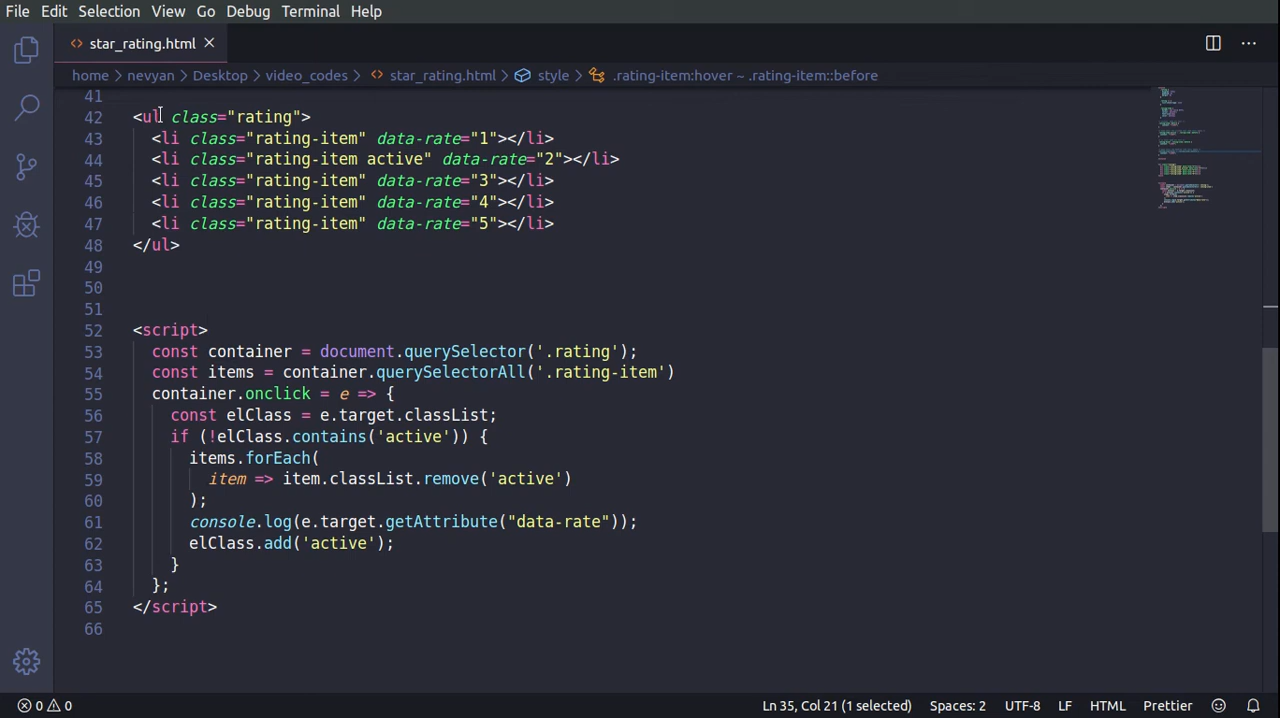 File Edit Selection View Go Debug Terminal Help
<> star_rating.html ×
home > nevyan > Desktop > video_codes > <> star_rating.html > style > .rating-item:hover ~ .rating-item::before
41
42 <ul class="rating">
43 <li class="rating-item" data-rate="1"></li>
44 <li class="rating-item active" data-rate="2"></li>
45 <li class="rating-item" data-rate="3"></li>
46 <li class="rating-item" data-rate="4"></li>
47 <li class="rating-item" data-rate="5"></li>
48 </ul>
49
50
51
52 <script>
53 const container = document.querySelector('.rating');
54 const items = container.querySelectorAll('.rating-item')
55 container.onclick = e => {
56 const elClass = e.target.classList;
57 if (!elClass.contains('active')) {
58 items.forEach(
59 item => item.classList.remove('active')
60 );
61 console.log(e.target.getAttribute("data-rate"));
62 elClass.add('active');
63 }
64 };
65 </script>
66
0 0 Ln 35, Col 21 (1 selected) Spaces: 2 UTF-8 LF HTML Prettier